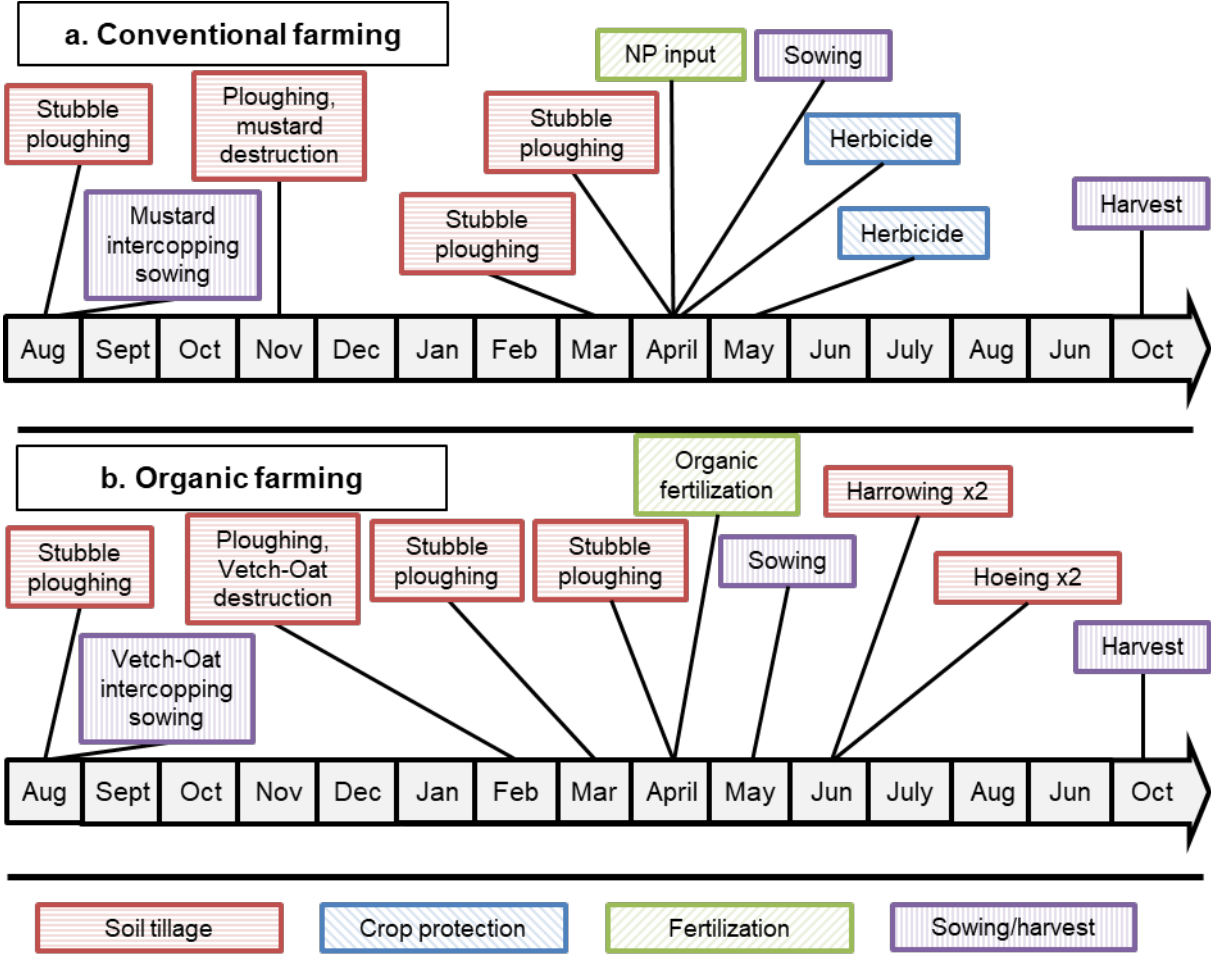 a. Conventional farming
Stubble
ploughing
Mustard
intercopping
sowing
Ploughing,
mustard
destruction
Stubble
ploughing
Stubble
ploughing
NP input
Sowing
Herbicide
Herbicide
Harvest
Aug Sept Oct Nov Dec Jan Feb Mar April May Jun July Aug Jun Oct
b. Organic farming
Stubble
ploughing
Vetch-Oat
intercopping
sowing
Ploughing,
Vetch-Oat
destruction
Stubble
ploughing
Stubble
ploughing
Organic
fertilization
Sowing
Harrowing x2
Hoeing x2
Harvest
Aug Sept Oct Nov Dec Jan Feb Mar April May Jun July Aug Jun Oct
Soil tillage
Crop protection
Fertilization
Sowing/harvest